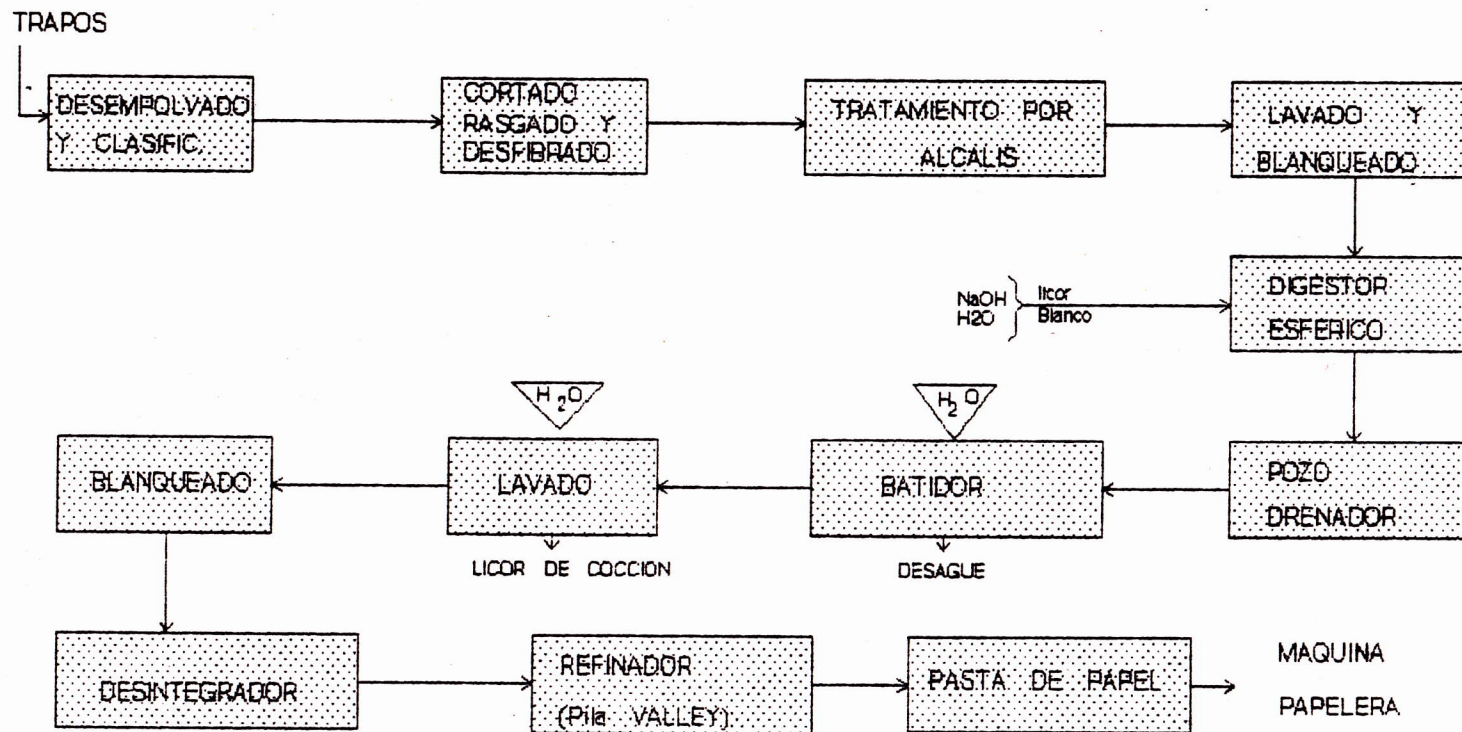 TRAPOS
DESEMPOLVADO
Y CLASIFIC.
CORTADO
RASGADO Y
DESFIBRADO
TRATAMIENTO POR
ALCALIS
LAVADO Y
BLANQUEADO
NaOH
H2O
licor
Blanco
DIGESTOR
ESFERICO
POZO
DRENADOR
H2O
BATIDOR
DESAGUE
H2O
LAVADO
LICOR DE COCCION
BLANQUEADO
DESINTEGRADOR
REFINADOR
(Pila VALLEY)
PASTA DE PAPEL
MAQUINA
PAPELERA